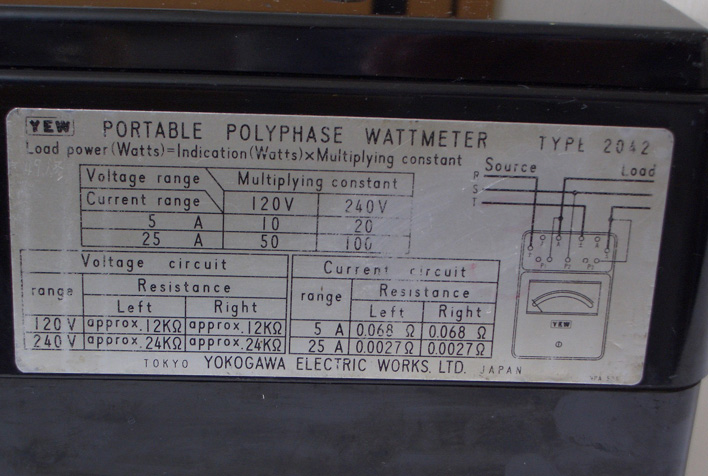 YEW PORTABLE POLYPHASE WATTMETER TYPE 2042
Load power (Watts)=Indication (Watts)×Multiplying constant
Voltage range Multiplying constant
Current range 120V 240V
5 A 10 20
25 A 50 100
Source Load
R
S
T
P1 P2 P3
YEW
Voltage circuit
range Resistance
Left Right
120 V approx. 12KΩ approx. 12KΩ
240 V approx. 24KΩ approx. 24KΩ
Current circuit
range Resistance
Left Right
5 A 0.068 Ω 0.068 Ω
25 A 0.0027Ω 0.0027Ω
TOKYO YOKOGAWA ELECTRIC WORKS. LTD. JAPAN